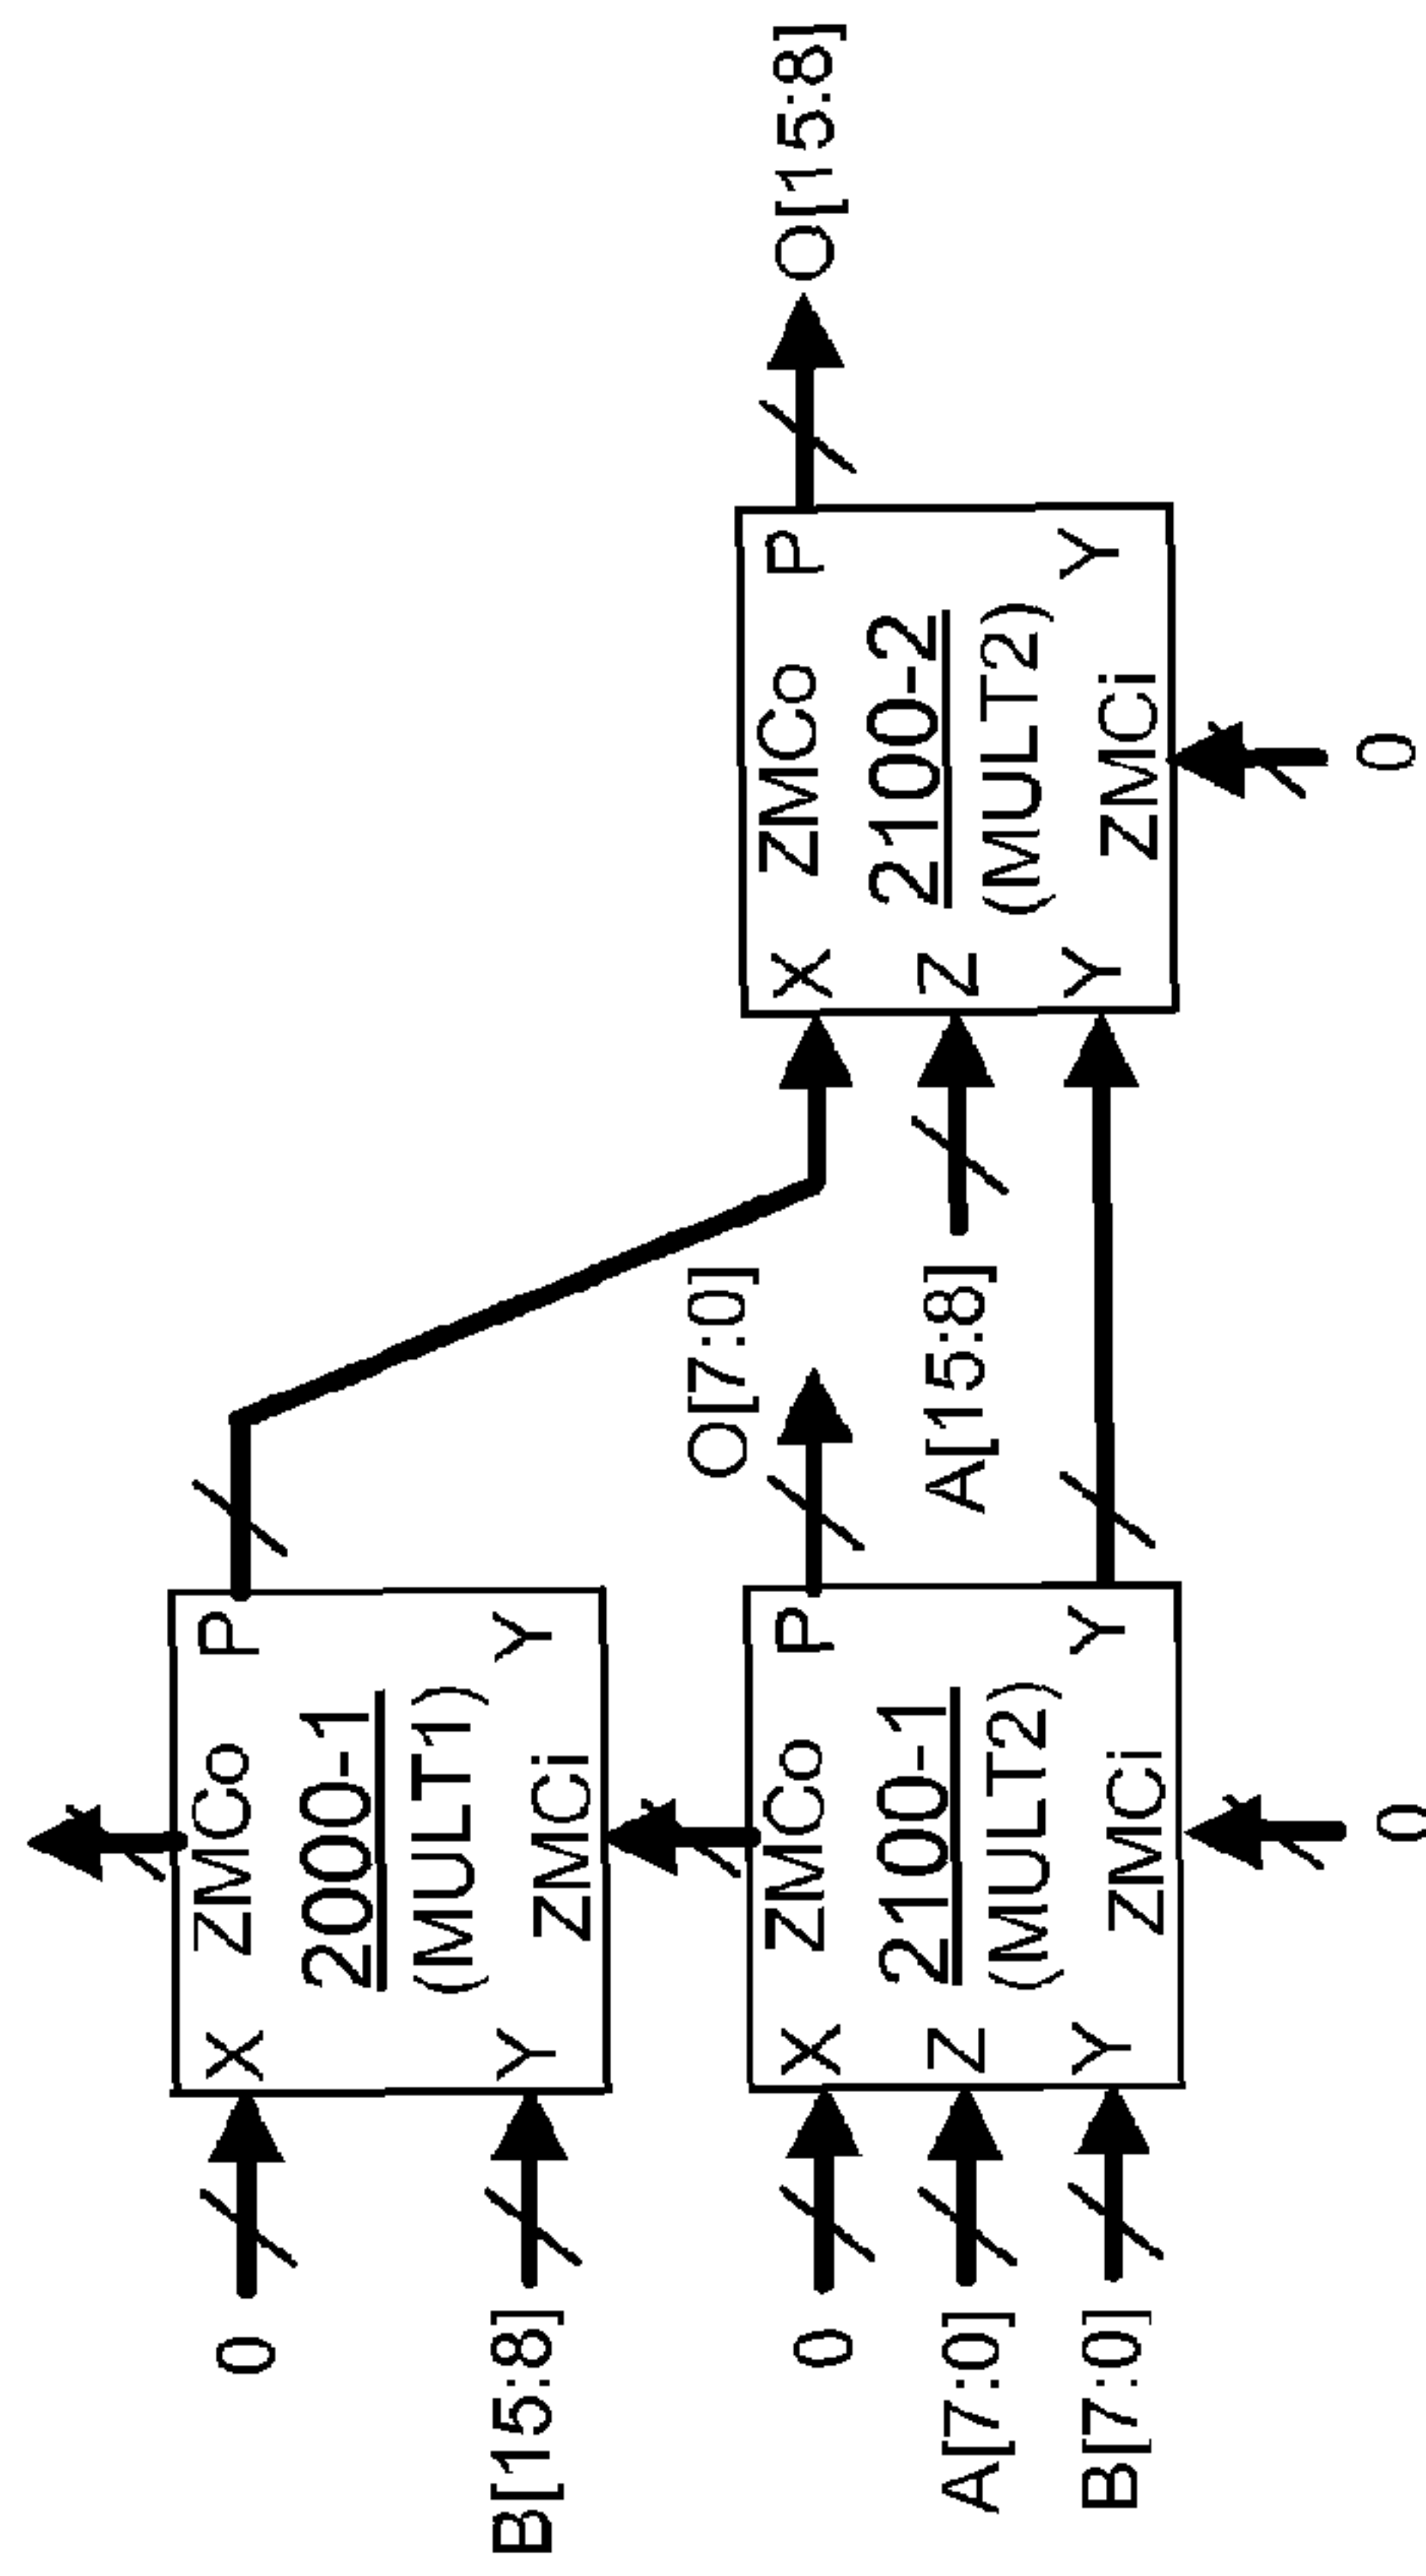 0 X ZMCo P
2000-1
(MULT1)
B[15:8] Y ZMCi Y
O[7:0]
0 X ZMCo P X ZMCo P O[15:8]
2100-1 2100-2
A[7:0] Z A[15:8] Z
(MULT2) (MULT2)
B[7:0] Y ZMCi Y Y ZMCi Y
0 0